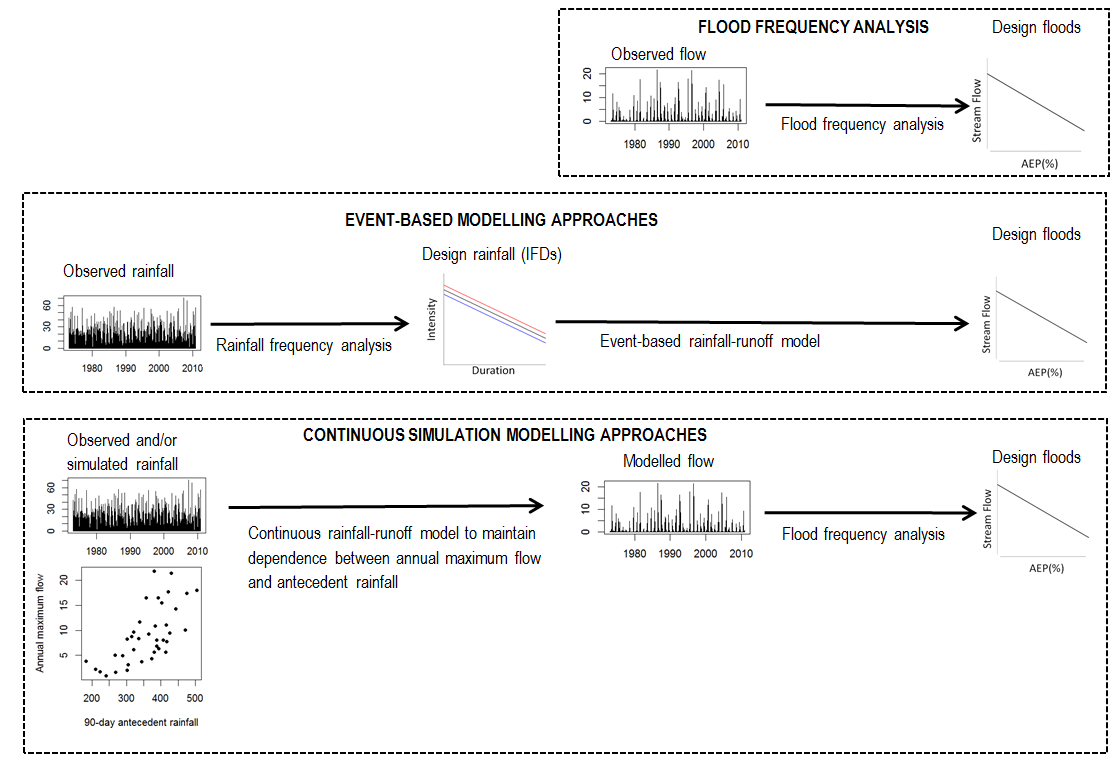 FLOOD FREQUENCY ANALYSIS
Design floods
Observed flow
20
10
0
1980 1990 2000 2010
Flood frequency analysis
Stream Flow
AEP(%)
EVENT-BASED MODELLING APPROACHES
Design floods
Observed rainfall
60
30
0
1980 1990 2000 2010
Rainfall frequency analysis
Design rainfall (IFDs)
Intensity
Duration
Event-based rainfall-runoff model
Stream Flow
AEP(%)
CONTINUOUS SIMULATION MODELLING APPROACHES
Observed and/or
simulated rainfall
60
30
0
1980 1990 2000 2010
Continuous rainfall-runoff model to maintain
dependence between annual maximum flow
and antecedent rainfall
Modelled flow
20
10
0
1980 1990 2000 2010
Flood frequency analysis
Design floods
Stream Flow
AEP(%)
Annual maximum flow
20
15
10
5
200 300 400 500
90-day antecedent rainfall